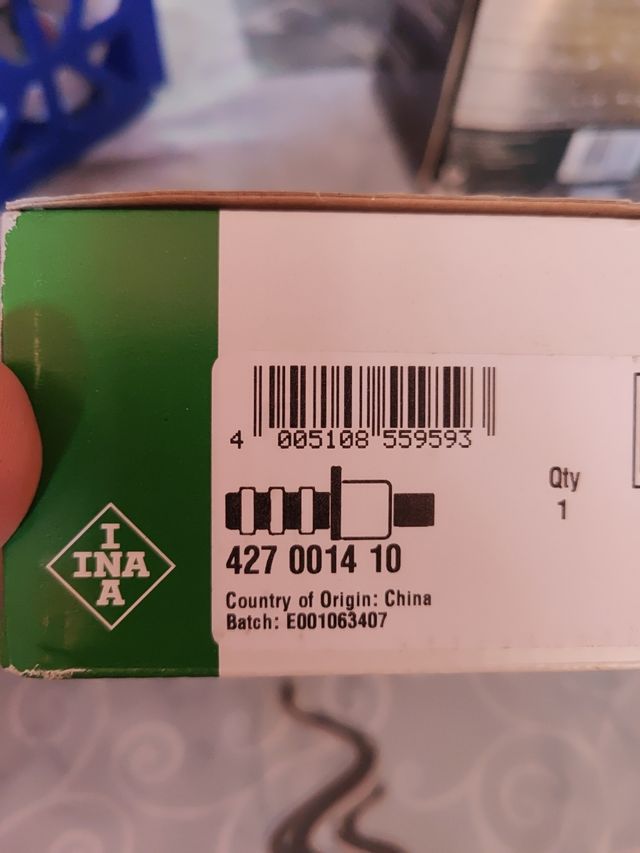 4 005108 559593
Qty
1
I
INA
A
427 0014 10
Country of Origin: China
Batch: E001063407